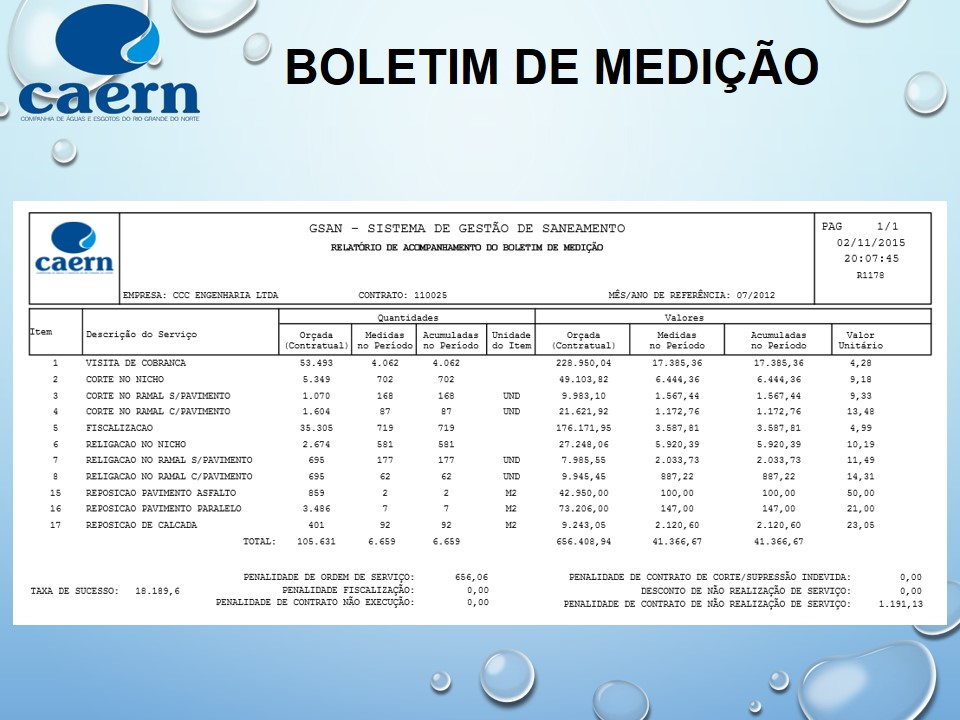 caern
COMPANHIA DE ÁGUAS E ESGOTOS DO RIO GRANDE DO NORTE
BOLETIM DE MEDIÇÃO
caern
GSAN - SISTEMA DE GESTÃO DE SANEAMENTO
RELATÓRIO DE ACOMPANHAMENTO DO BOLETIM DE MEDIÇÃO
PAG 1/1
02/11/2015
20:07:45
R1178
EMPRESA: CCC ENGENHARIA LTDA CONTRATO: 110025 MÊS/ANO DE REFERÊNCIA: 07/2012
Quantidades Valores
Item Descrição do Serviço Orçada Medidas Acumuladas Unidade Orçada Medidas Acumuladas Valor
(Contratual) no Período no Período do Item (Contratual) no Período no Período Unitário
1 VISITA DE COBRANCA 53.493 4.062 4.062 228.950,04 17.385,36 17.385,36 4,28
2 CORTE NO NICHO 5.349 702 702 49.103,82 6.444,36 6.444,36 9,18
3 CORTE NO RAMAL S/PAVIMENTO 1.070 168 168 UND 9.983,10 1.567,44 1.567,44 9,33
4 CORTE NO RAMAL C/PAVIMENTO 1.604 87 87 UND 21.621,92 1.172,76 1.172,76 13,48
5 FISCALIZACAO 35.305 719 719 176.171,95 3.587,81 3.587,81 4,99
6 RELIGACAO NO NICHO 2.674 581 581 27.248,06 5.920,39 5.920,39 10,19
7 RELIGACAO NO RAMAL S/PAVIMENTO 695 177 177 UND 7.985,55 2.033,73 2.033,73 11,49
8 RELIGACAO NO RAMAL C/PAVIMENTO 695 62 62 UND 9.945,45 887,22 887,22 14,31
15 REPOSICAO PAVIMENTO ASFALTO 859 2 2 M2 42.950,00 100,00 100,00 50,00
16 REPOSICAO PAVIMENTO PARALELO 3.486 7 7 M2 73.206,00 147,00 147,00 21,00
17 REPOSICAO DE CALCADA 401 92 92 M2 9.243,05 2.120,60 2.120,60 23,05
TOTAL: 105.631 6.659 6.659 656.408,94 41.366,67 41.366,67
PENALIDADE DE ORDEM DE SERVIÇO: 656,06 PENALIDADE DE CONTRATO DE CORTE/SUPRESSÃO INDEVIDA: 0,00
TAXA DE SUCESSO: 18.189,6 PENALIDADE FISCALIZAÇÃO: 0,00 DESCONTO DE NÃO REALIZAÇÃO DE SERVIÇO: 0,00
PENALIDADE DE CONTRATO NÃO EXECUÇÃO: 0,00 PENALIDADE DE CONTRATO DE NÃO REALIZAÇÃO DE SERVIÇO: 1.191,13